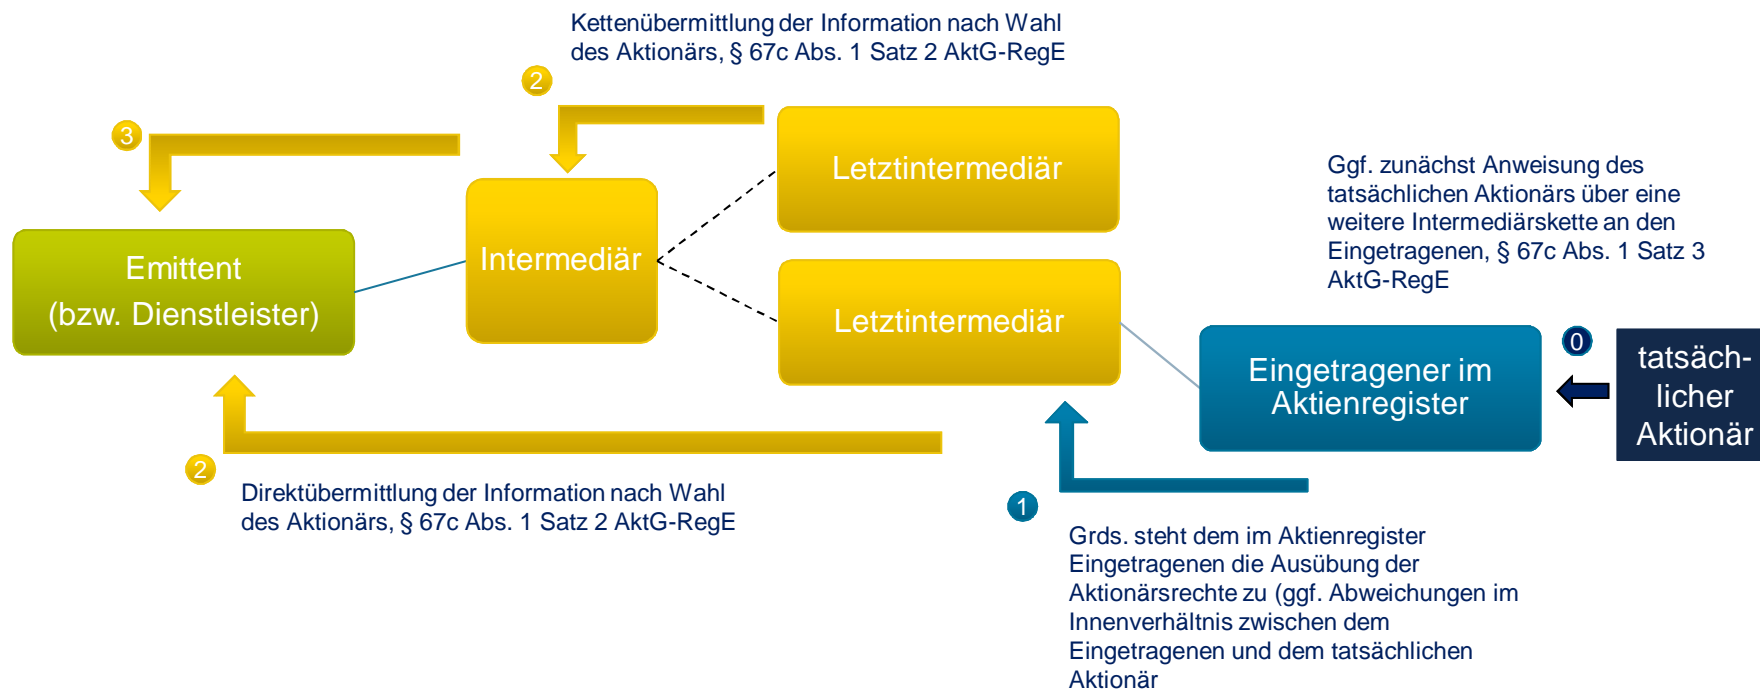 Kettenübermittlung der Information nach Wahl
des Aktionärs, § 67c Abs. 1 Satz 2 AktG-RegE
2
3
Letztintermediär
Ggf. zunächst Anweisung des
tatsächlichen Aktionärs über eine
weitere Intermediärskette an den
Eingetragenen, § 67c Abs. 1 Satz 3
AktG-RegE
Intermediär
Emittent
(bzw. Dienstleister)
Letztintermediär
0
Eingetragener im
Aktienregister
tatsäch-
licher
Aktionär
2
Direktübermittlung der Information nach Wahl
des Aktionärs, § 67c Abs. 1 Satz 2 AktG-RegE
1
Grds. steht dem im Aktienregister
Eingetragenen die Ausübung der
Aktionärsrechte zu (ggf. Abweichungen im
Innenverhältnis zwischen dem
Eingetragenen und dem tatsächlichen
Aktionär